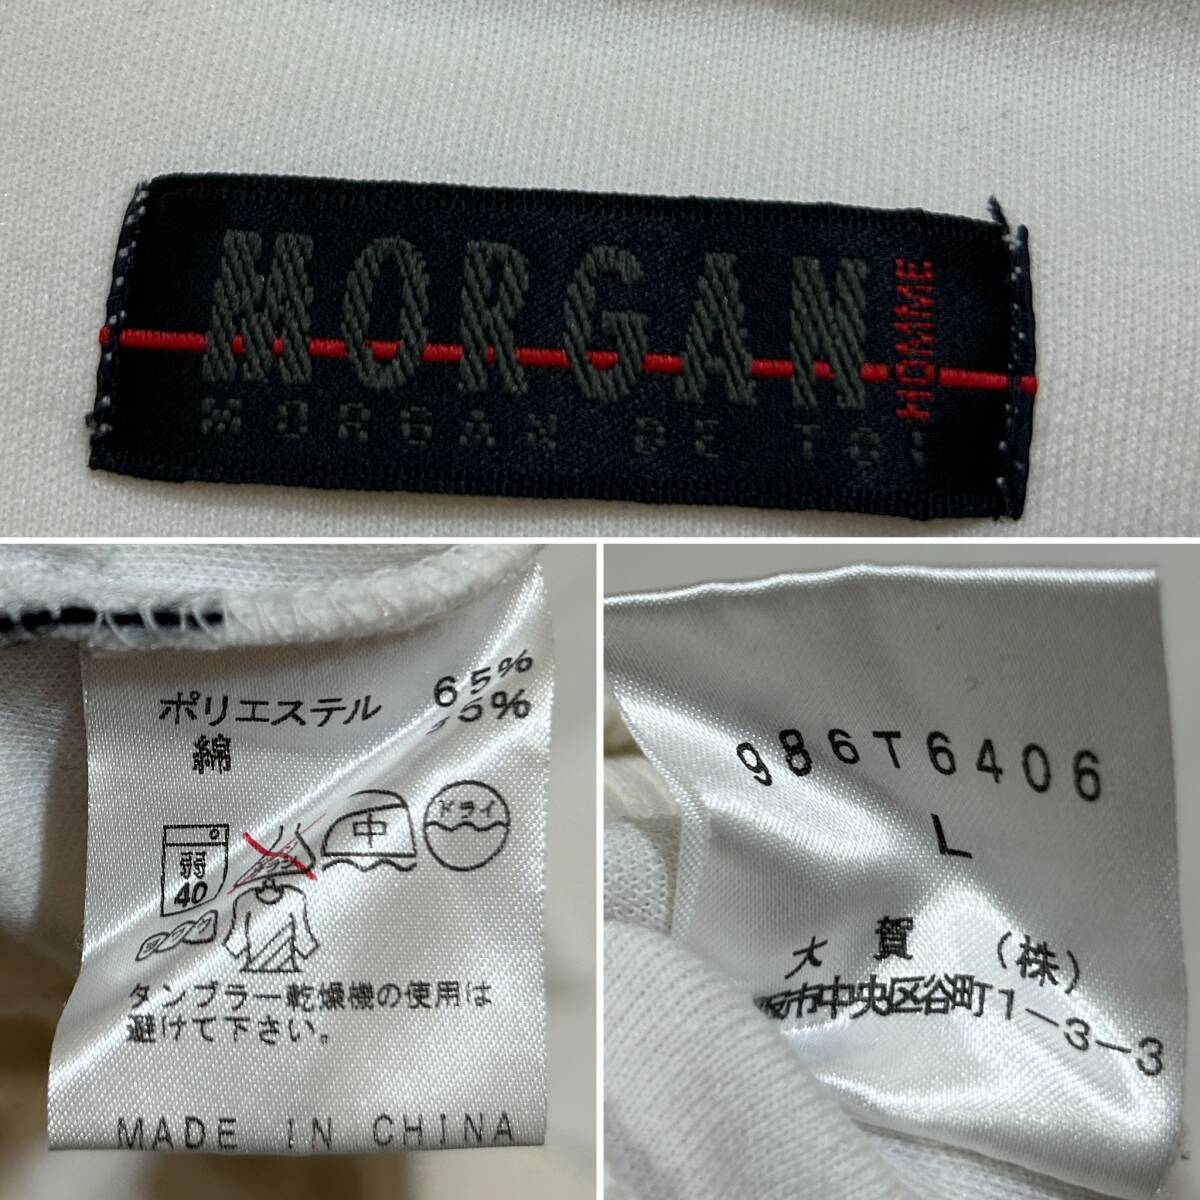 MORGAN
HOMME
MORGAN DE TOI
ポリエステル 65%
綿 35%
弱
40
中
ドライ
タンブラー乾燥機の使用は
避けて下さい。
MADE IN CHINA
986T6406
L
大賀(株)
市中央区谷町1-3-3